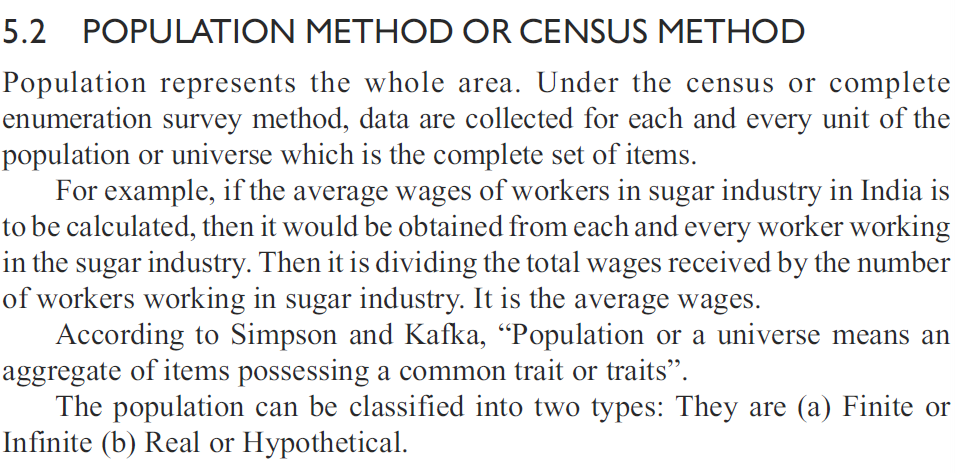 5.2 POPULATION METHOD OR CENSUS METHOD
Population represents the whole area. Under the census or complete
enumeration survey method, data are collected for each and every unit of the
population or universe which is the complete set of items.
For example, if the average wages of workers in sugar industry in India is
to be calculated, then it would be obtained from each and every worker working
in the sugar industry. Then it is dividing the total wages received by the number
of workers working in sugar industry. It is the average wages.
According to Simpson and Kafka, “Population or a universe means an
aggregate of items possessing a common trait or traits”.
The population can be classified into two types: They are (a) Finite or
Infinite (b) Real or Hypothetical.